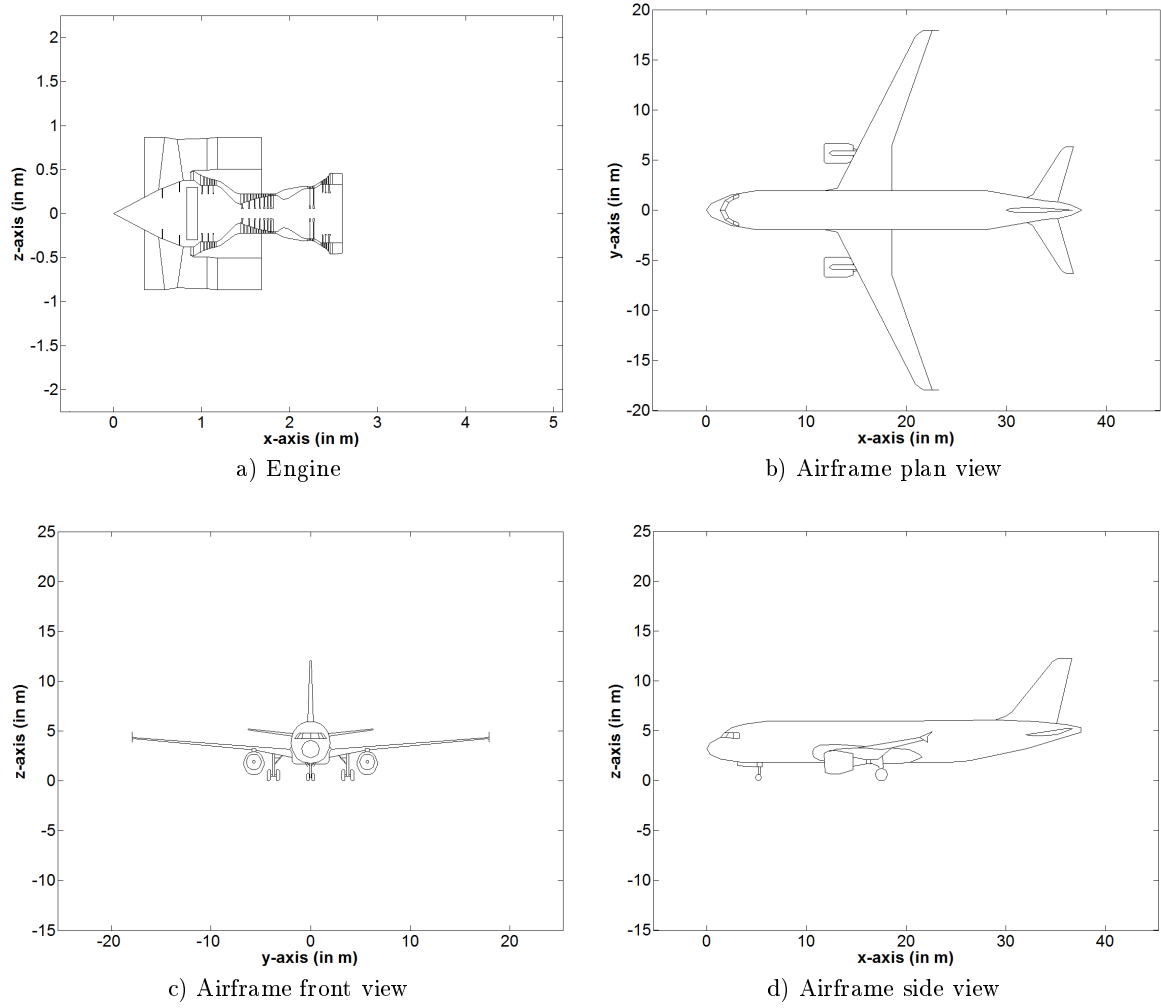 2
1.5
1
0.5
0
-0.5
-1
-1.5
-2
z-axis (in m)
0 1 2 3 4 5
x-axis (in m)
a) Engine
20
15
10
5
0
-5
-10
-15
-20
y-axis (in m)
0 10 20 30 40
x-axis (in m)
b) Airframe plan view
25
20
15
10
5
0
-5
-10
-15
z-axis (in m)
-20 -10 0 10 20
y-axis (in m)
c) Airframe front view
25
20
15
10
5
0
-5
-10
-15
z-axis (in m)
0 10 20 30 40
x-axis (in m)
d) Airframe side view